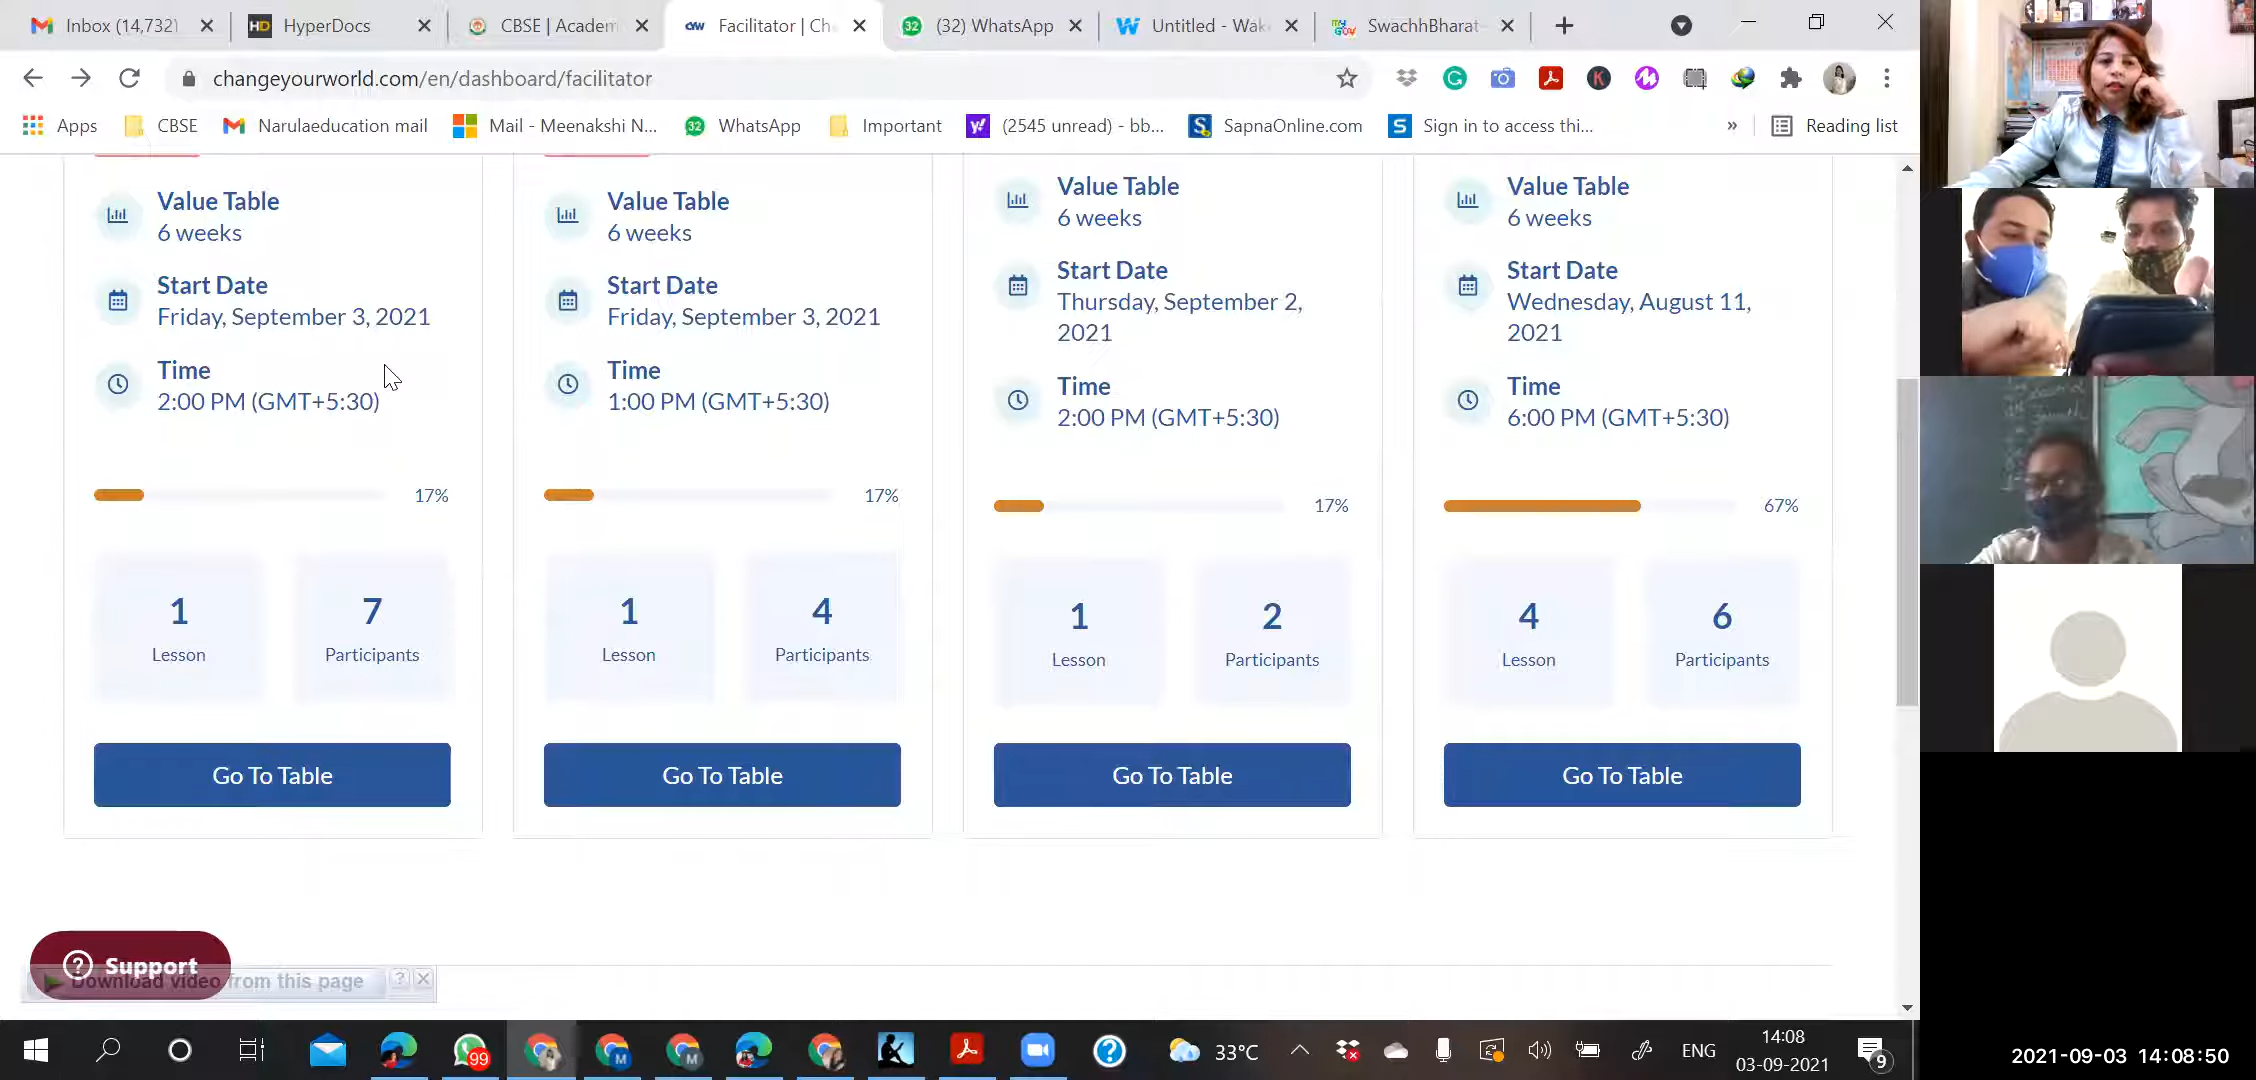 Inbox (14,732) HyperDocs CBSE | Academ Facilitator | Ch (32) WhatsApp Untitled - Wak SwachhBharat-
changeyourworld.com/en/dashboard/facilitator
Apps CBSE Narulaeducation mail Mail - Meenakshi N... WhatsApp Important (2545 unread) - bb... SapnaOnline.com Sign in to access thi... » Reading list
Value Table
6 weeks
Start Date
Friday, September 3, 2021
Time
2:00 PM (GMT+5:30)
17%
1
Lesson
7
Participants
Go To Table
Value Table
6 weeks
Start Date
Friday, September 3, 2021
Time
1:00 PM (GMT+5:30)
17%
1
Lesson
4
Participants
Go To Table
Value Table
6 weeks
Start Date
Thursday, September 2,
2021
Time
2:00 PM (GMT+5:30)
17%
1
Lesson
2
Participants
Go To Table
Value Table
6 weeks
Start Date
Wednesday, August 11,
2021
Time
6:00 PM (GMT+5:30)
67%
4
Lesson
6
Participants
Go To Table
Support
Download video from this page
99
33°C
ENG
14:08
03-09-2021
9
2021-09-03 14:08:50